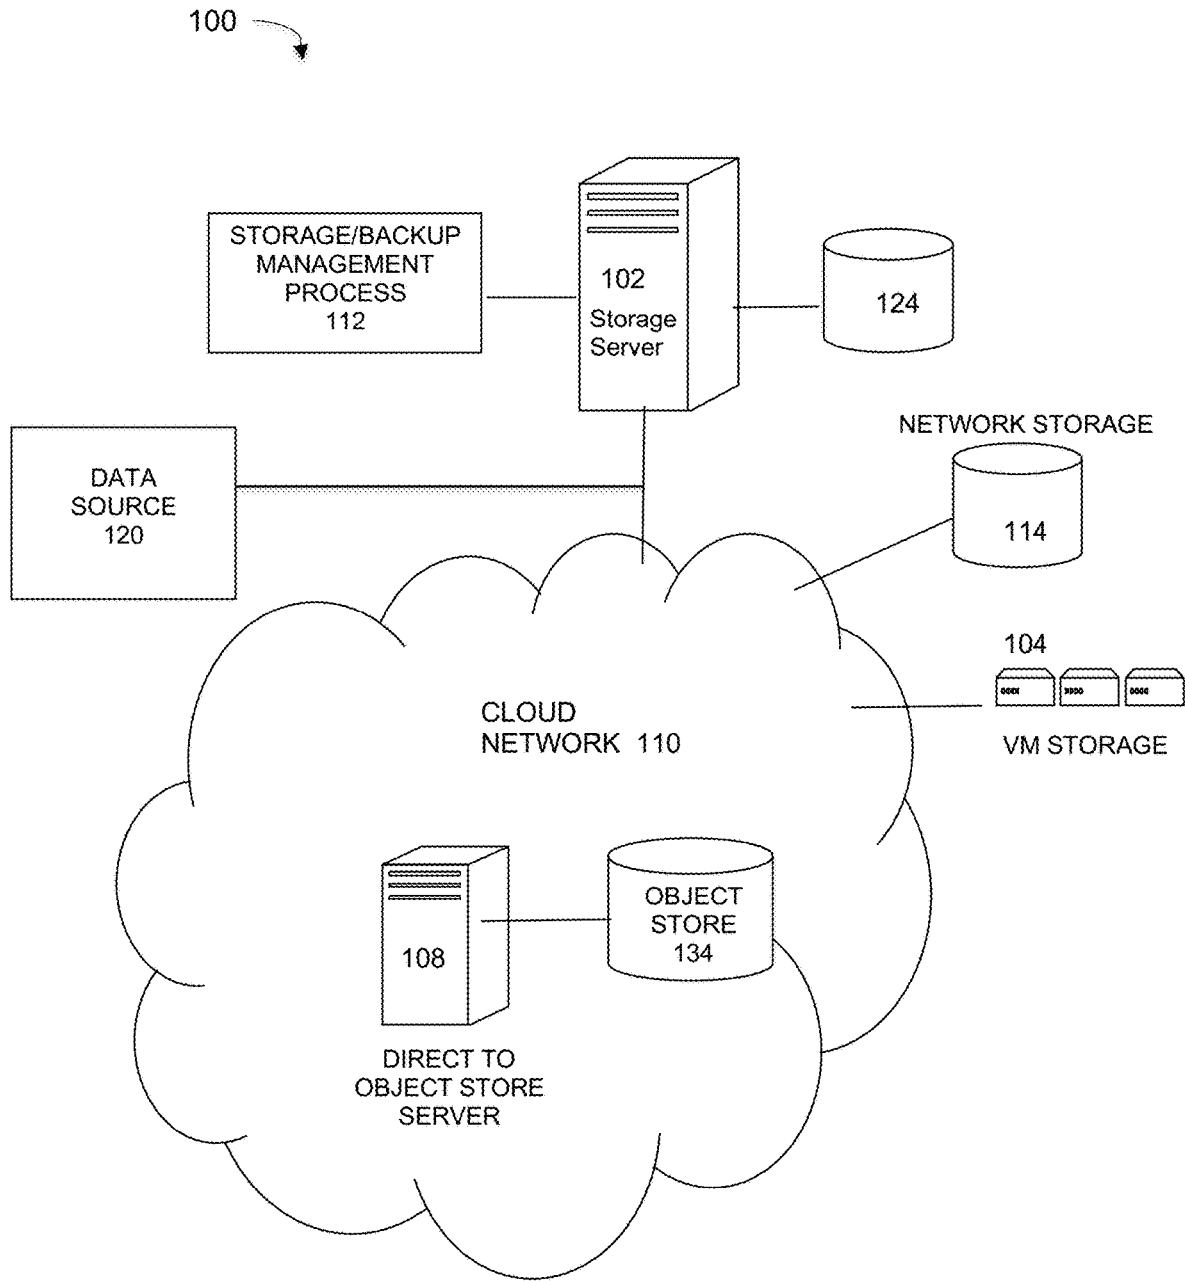 100
STORAGE/BACKUP
MANAGEMENT
PROCESS
112
102
Storage
Server
124
DATA
SOURCE
120
NETWORK STORAGE
114
104
VM STORAGE
CLOUD
NETWORK 110
108
DIRECT TO
OBJECT STORE
SERVER
OBJECT
STORE
134